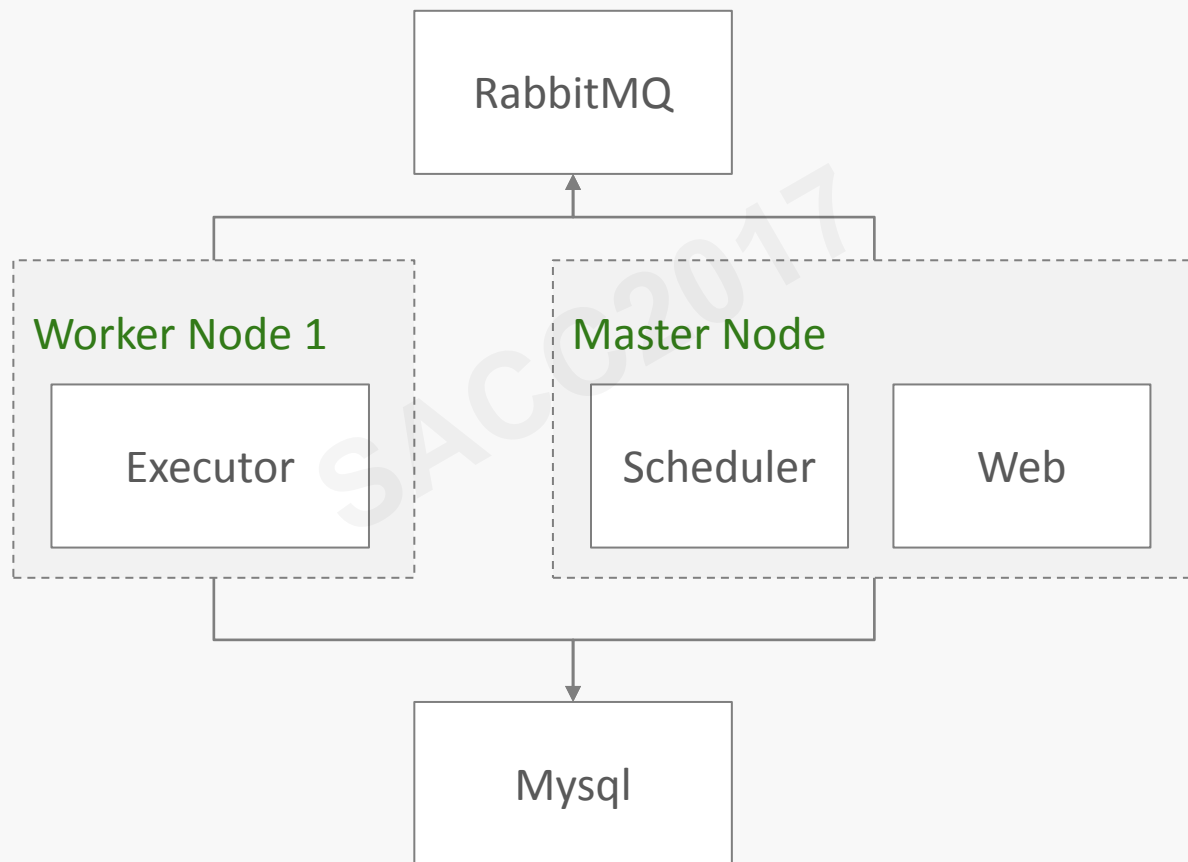 RabbitMQ
Worker Node 1
Master Node
Executor
Scheduler
Web
SACC2017
Mysql